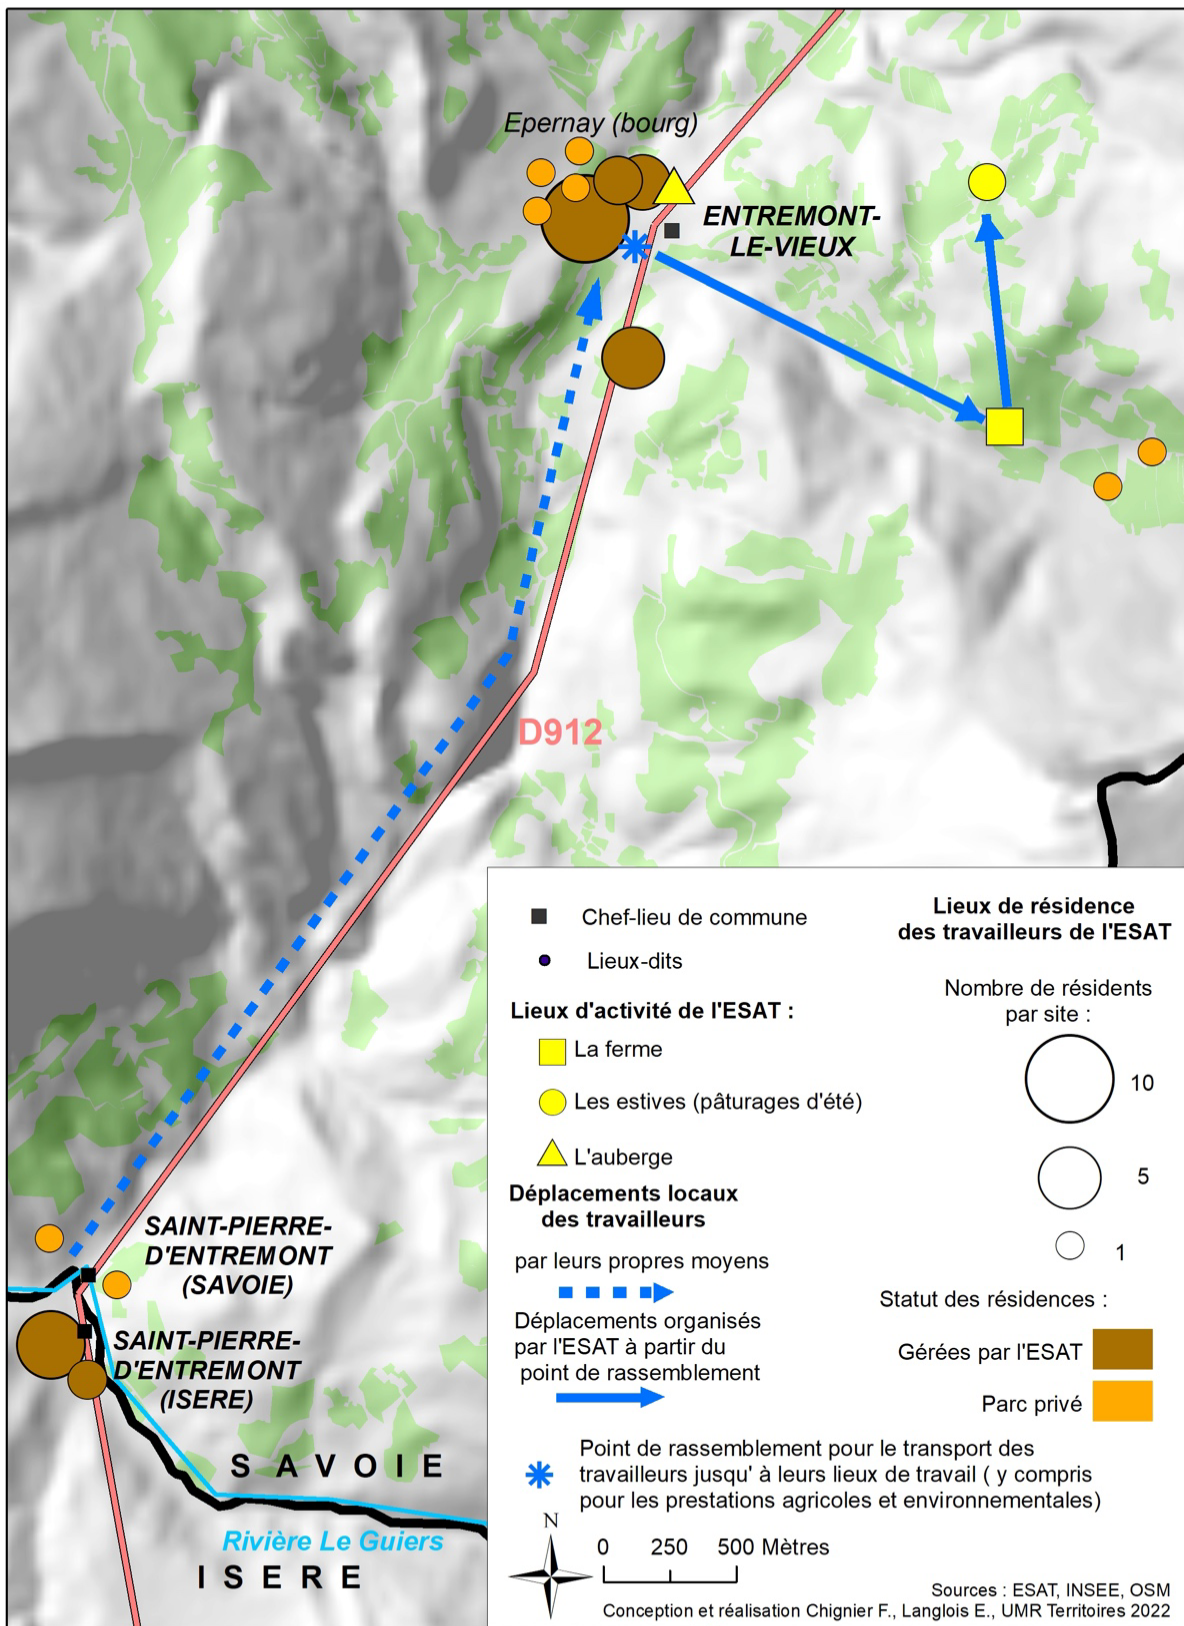 Epernay (bourg)
ENTREMONT-
LE-VIEUX
D912
SAINT-PIERRE-
D'ENTREMONT
(SAVOIE)
SAINT-PIERRE-
D'ENTREMONT
(ISERE)
SAVOIE
Rivière Le Guiers
ISERE
Chef-lieu de commune
Lieux-dits
Lieux d'activité de l'ESAT :
La ferme
Les estives (pâturages d'été)
L'auberge
Déplacements locaux
des travailleurs
par leurs propres moyens
Déplacements organisés
par l'ESAT à partir du
point de rassemblement
Lieux de résidence
des travailleurs de l'ESAT
Nombre de résidents
par site :
10
5
1
Statut des résidences :
Gérées par l'ESAT
Parc privé
Point de rassemblement pour le transport des
travailleurs jusqu' à leurs lieux de travail ( y compris
pour les prestations agricoles et environnementales)
N
0 250 500 Mètres
Sources : ESAT, INSEE, OSM
Conception et réalisation Chignier F., Langlois E., UMR Territoires 2022